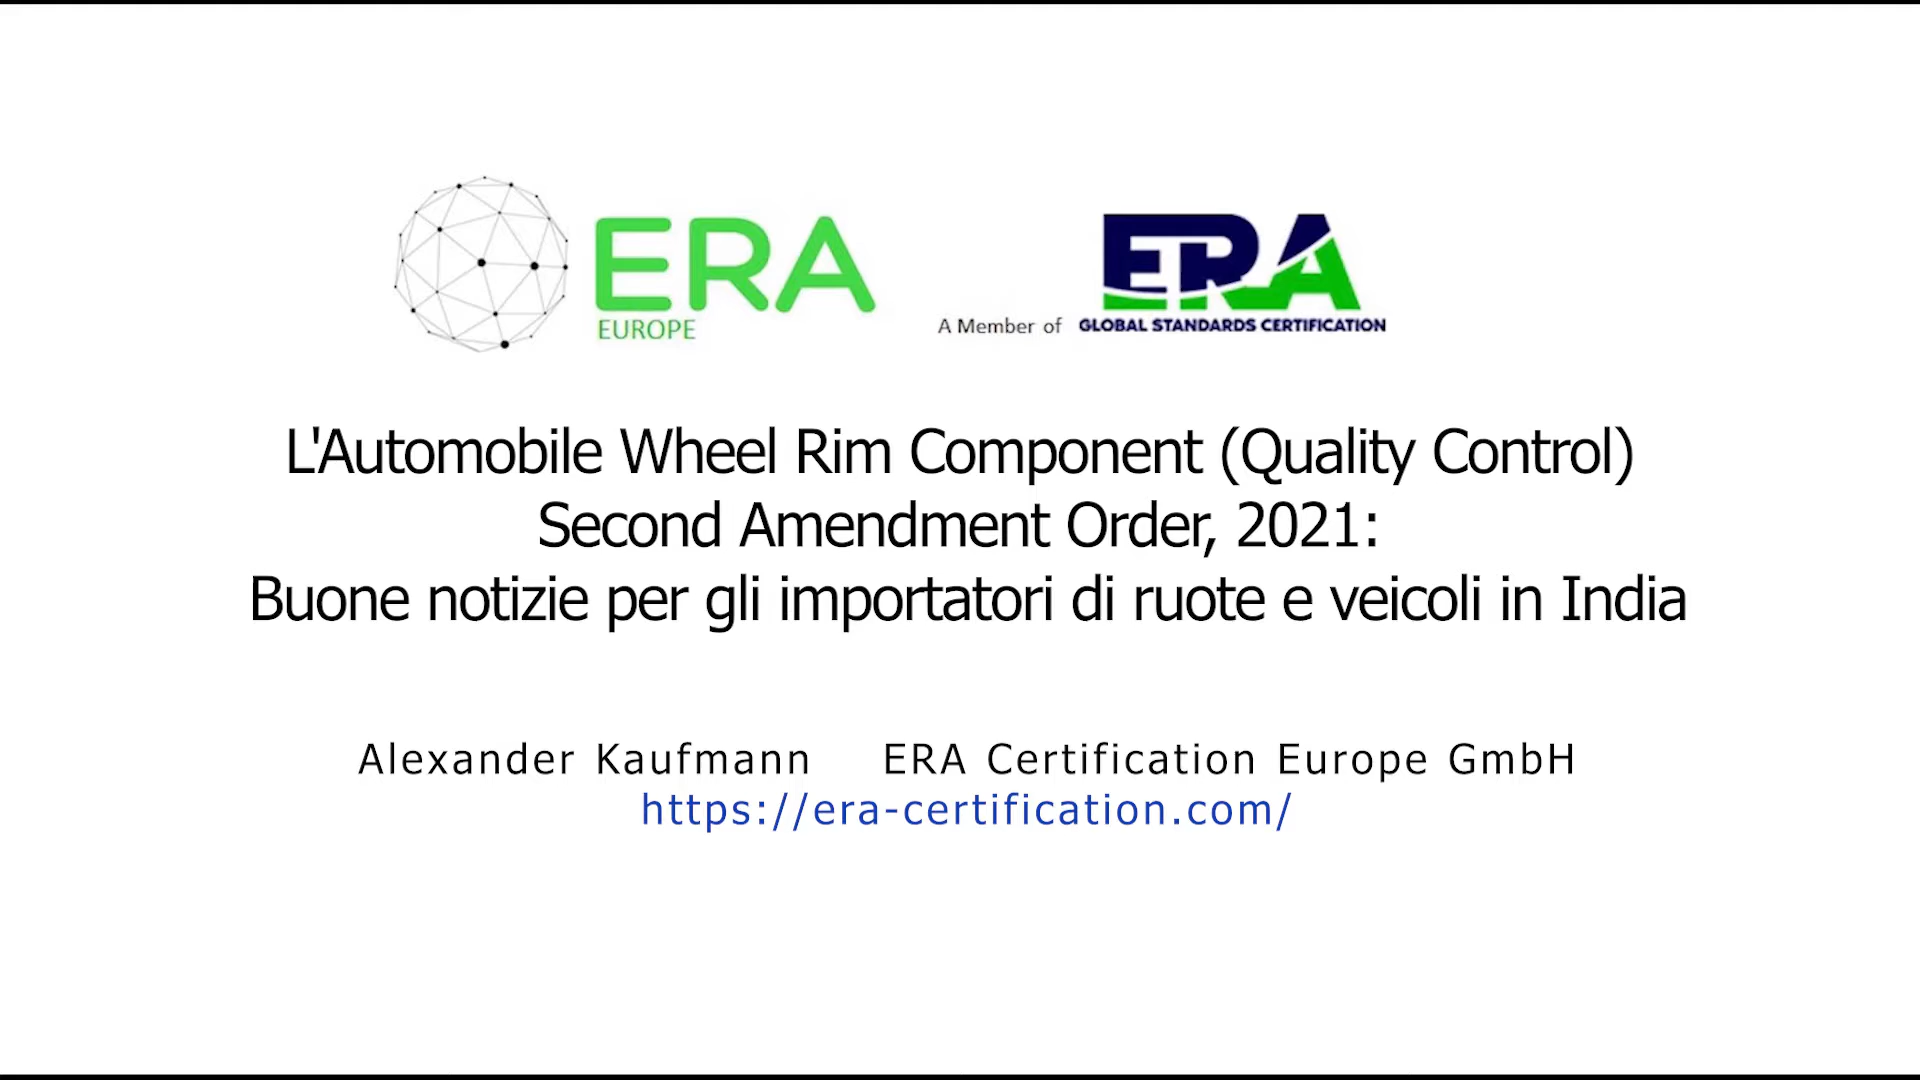 ERA
EUROPE
A Member of
ERA
GLOBAL STANDARDS CERTIFICATION
L'Automobile Wheel Rim Component (Quality Control)
Second Amendment Order, 2021:
Buone notizie per gli importatori di ruote e veicoli in India
Alexander Kaufmann ERA Certification Europe GmbH
https://era-certification.com/